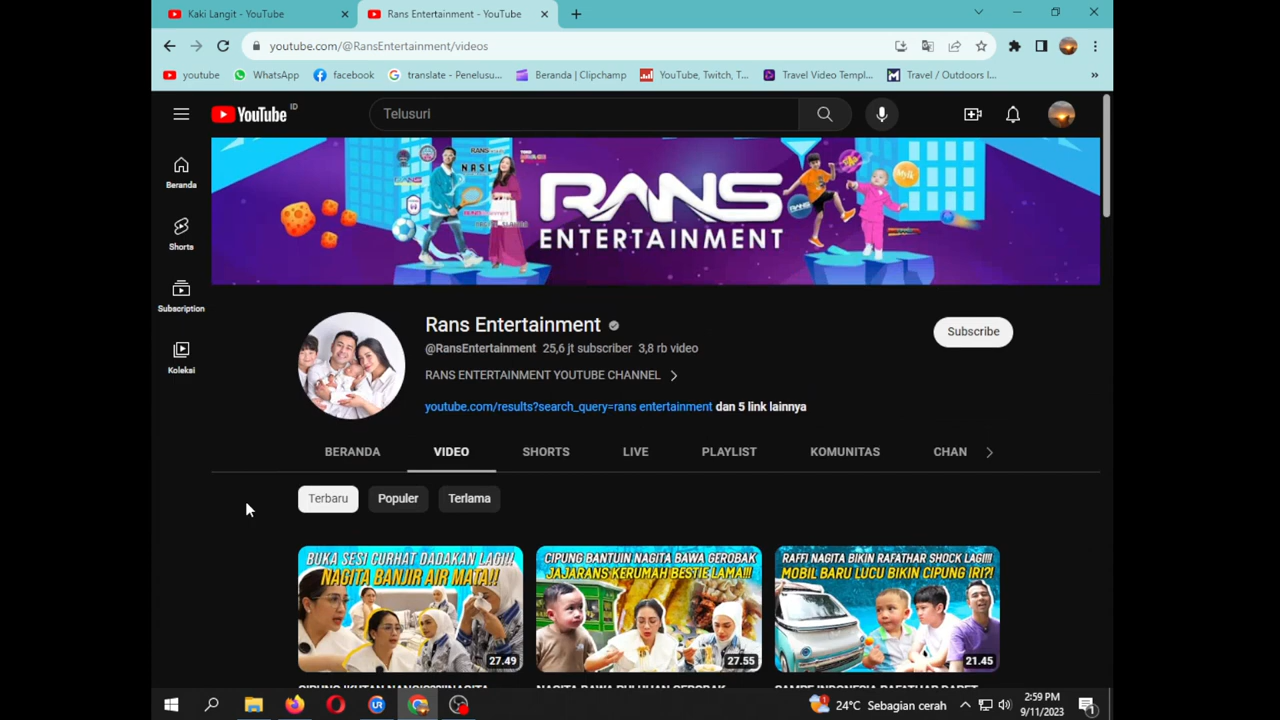 Kaki Langit - YouTube
Rans Entertainment - YouTube
youtube.com/@RansEntertainment/videos
youtube
WhatsApp
facebook
translate - Penelusu...
Beranda | Clipchamp
YouTube, Twitch, T...
Travel Video Templ...
Travel / Outdoors I...
YouTube ID
Telusuri
Beranda
Shorts
Subscription
Kolekai
NRSL
RANS
ENTERTAINMENT
Rans Entertainment
@RansEntertainment 25,6 jt subscriber 3,8 rb video
RANS ENTERTAINMENT YOUTUBE CHANNEL
youtube.com/results?search_query=rans entertainment dan 5 link lainnya
Subscribe
BERANDA
VIDEO
SHORTS
LIVE
PLAYLIST
KOMUNITAS
CHAN
Terbaru
Populer
Terlama
BUKA SESI CURHAT DADAKAN LAGI!!
NAGITA BANJIR AIR MATA!!
27.49
CIPUNG BANTUIN NAGITA BAWA GEROBAK
JAJARANS KERUMAH BESTIE LAMA!!!
27.55
RAFFI NAGITA BIKIN RAFATHAR SHOCK LAGI!!!!
MOBIL BARU LUCU BIKIN CIPUNG IRI?!
21.45
24°C Sebagian cerah
2:59 PM
9/11/2023
1